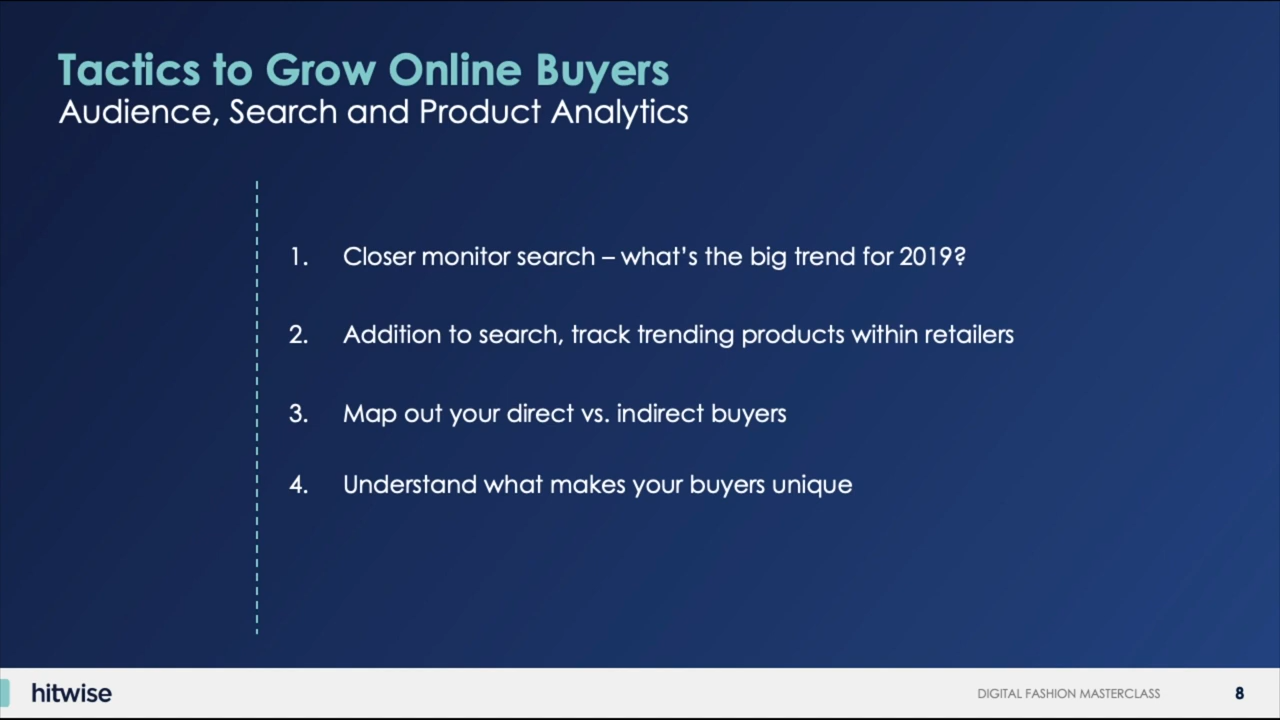 Tactics to Grow Online Buyers
Audience, Search and Product Analytics
1. Closer monitor search – what's the big trend for 2019?
2. Addition to search, track trending products within retailers
3. Map out your direct vs. indirect buyers
4. Understand what makes your buyers unique
hitwise
DIGITAL FASHION MASTERCLASS
8